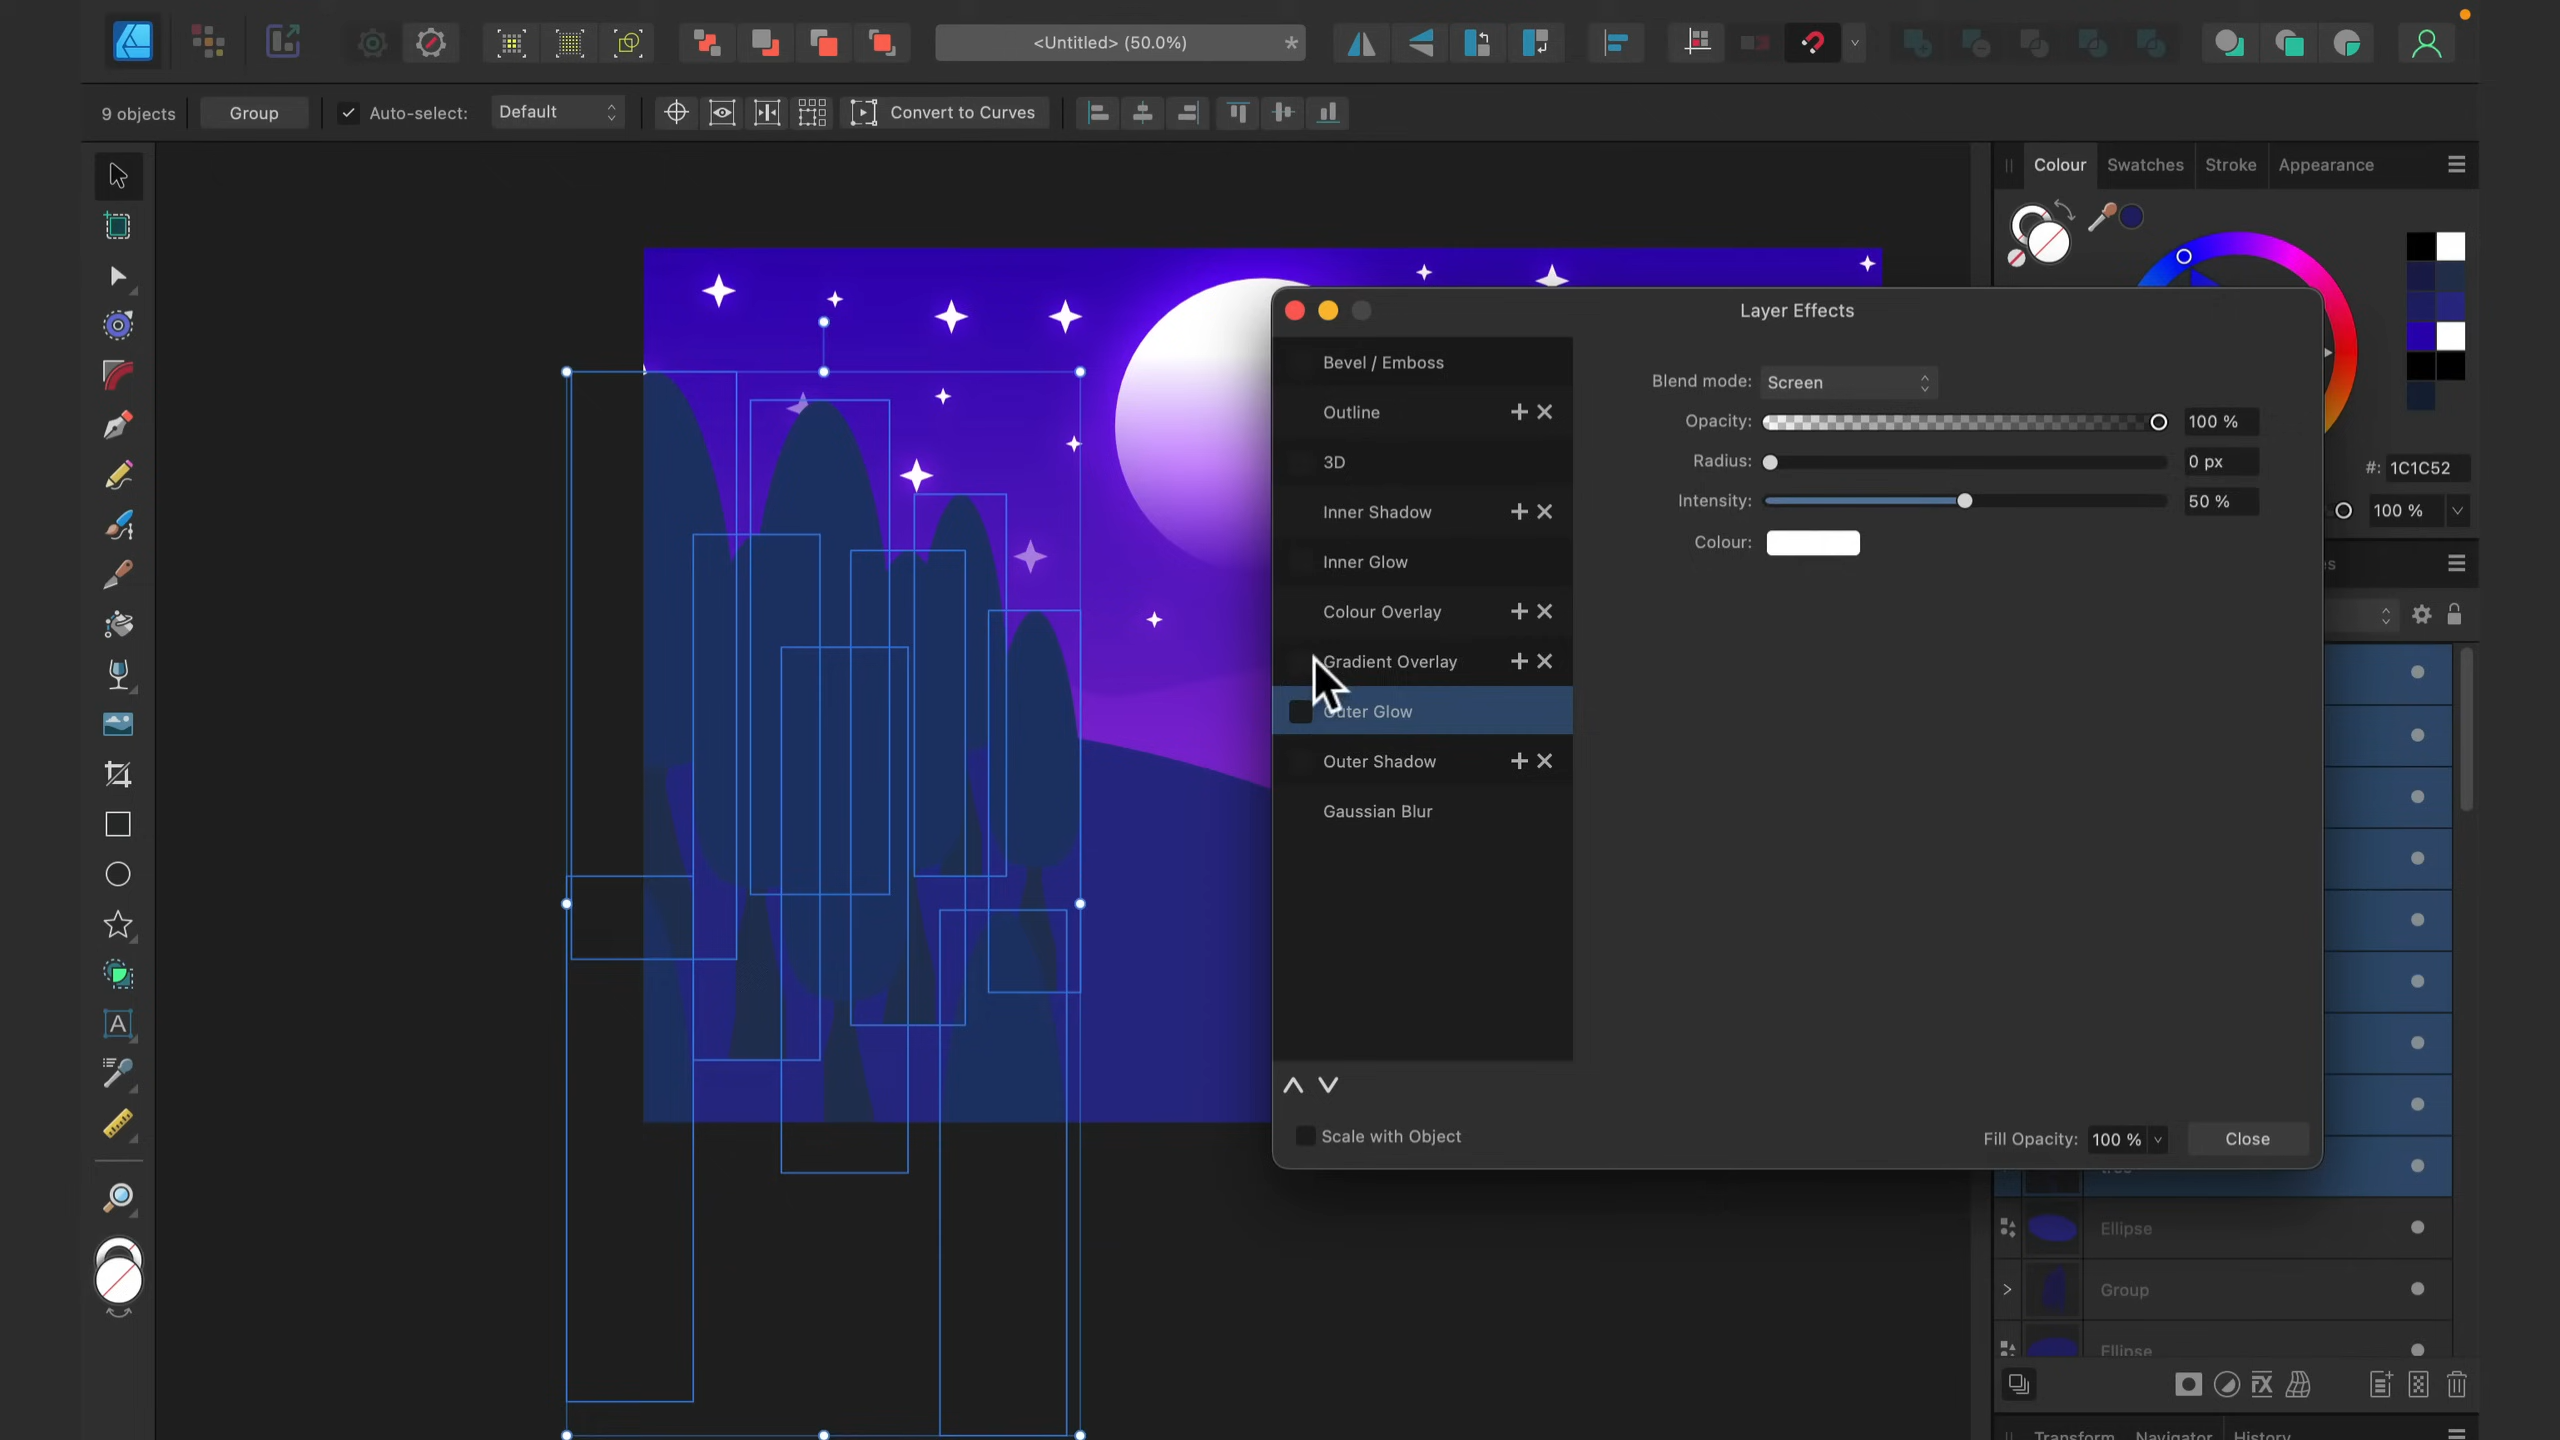 <Untitled> (50.0%)
*
9 objects
Group
Auto-select:
Default
Convert to Curves
Colour
Swatches
Stroke
Appearance
Layer Effects
Bevel / Emboss
Outline
3D
Inner Shadow
Inner Glow
Colour Overlay
Gradient Overlay
Outer Glow
Outer Shadow
Gaussian Blur
Blend mode:
Screen
Opacity:
100 %
Radius:
0 px
Intensity:
50 %
Colour:
#:
1C1C52
100 %
Scale with Object
Fill Opacity:
100 %
Close
Ellipse
Group
Ellipse
Transform
Navigator
History